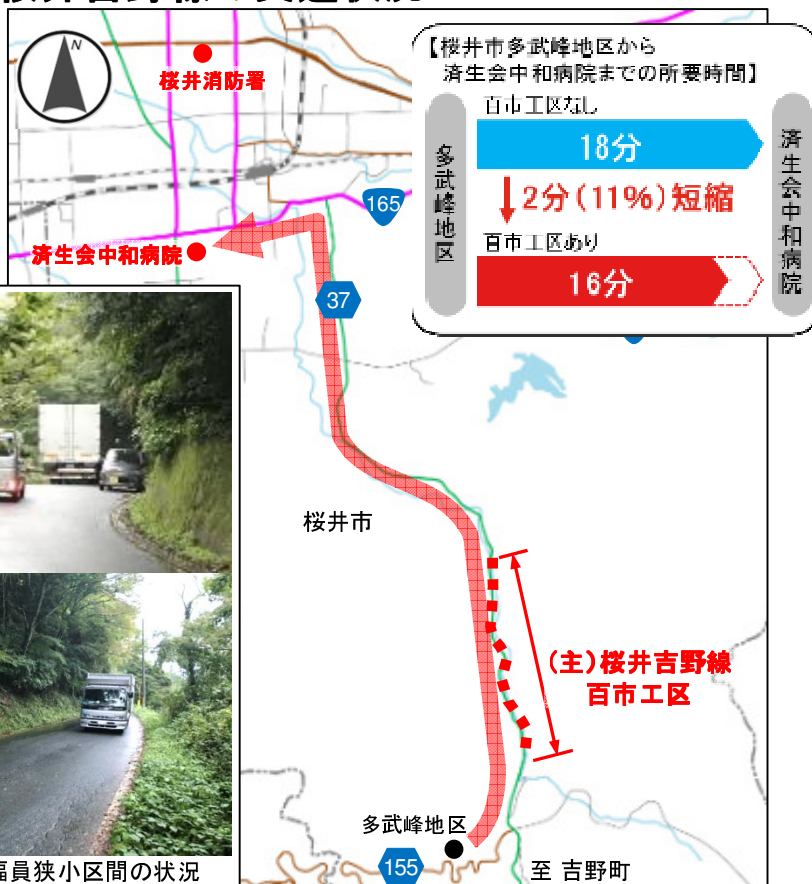 N
桜井消防署
【桜井市多武峰地区から
済生会中和病院までの所要時間】
百市工区なし
多武峰地区
18分
済生会中和病院
2分(11%)短縮
百市工区あり
16分
165
済生会中和病院
37
桜井市
(主)桜井吉野線
百市工区
多武峰地区
155
至 吉野町
員狭小区間の状況